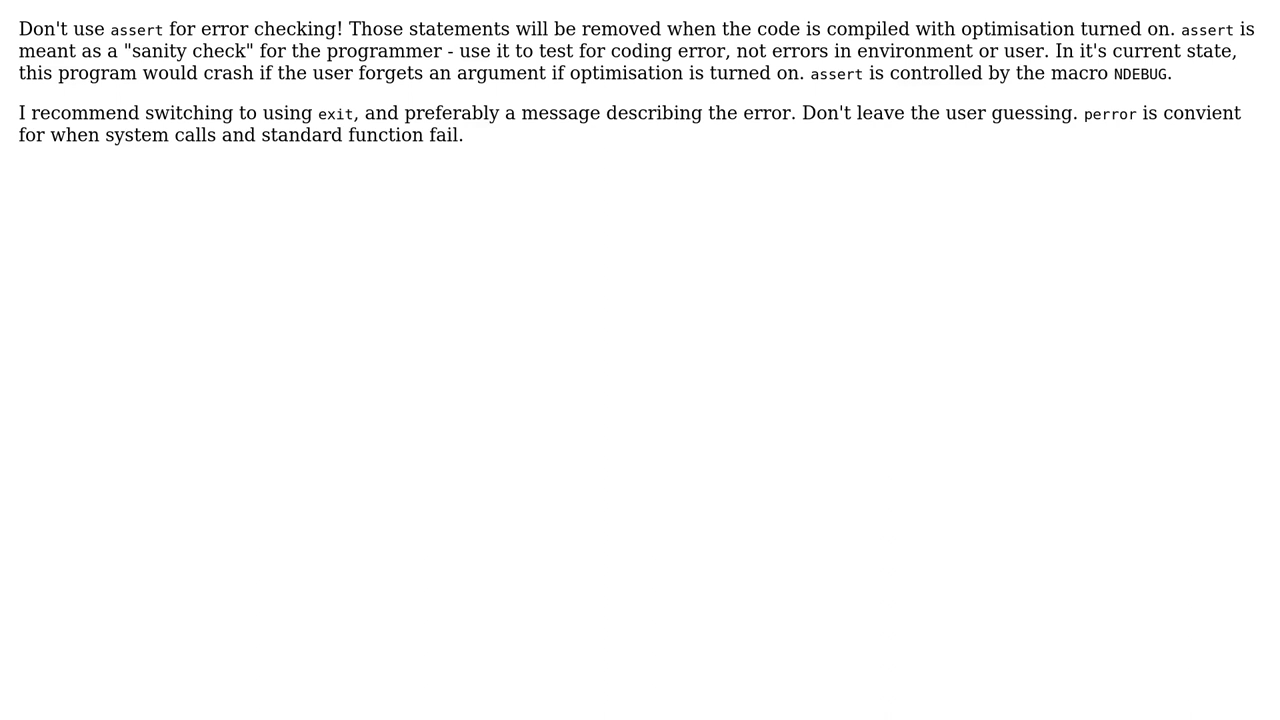 Don't use assert for error checking! Those statements will be removed when the code is compiled with optimisation turned on. assert is
meant as a "sanity check" for the programmer - use it to test for coding error, not errors in environment or user. In it's current state,
this program would crash if the user forgets an argument if optimisation is turned on. assert is controlled by the macro NDEBUG.
I recommend switching to using exit, and preferably a message describing the error. Don't leave the user guessing. perror is convient
for when system calls and standard function fail.